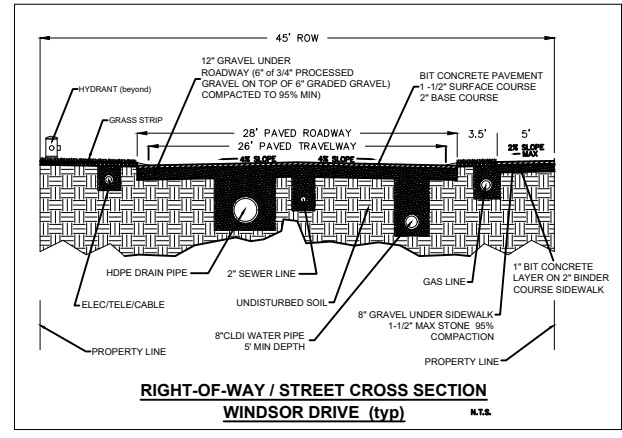 45' ROW
12" GRAVEL UNDER
ROADWAY (6" of 3/4" PROCESSED
GRAVEL ON TOP OF 6" GRADED GRAVEL)
COMPACTED TO 95% MIN)
BIT CONCRETE PAVEMENT
1 -1/2" SURFACE COURSE
2" BASE COURSE
HYDRANT (beyond)
GRASS STRIP
28' PAVED ROADWAY
3.5'
5'
26' PAVED TRAVELWAY
2% SLOPE
MAX
4% SLOPE
4% SLOPE
HDPE DRAIN PIPE
2" SEWER LINE
GAS LINE
1" BIT CONCRETE
LAYER ON 2" BINDER
COURSE SIDEWALK
ELEC/TELE/CABLE
UNDISTURBED SOIL
8" GRAVEL UNDER SIDEWALK
1-1/2" MAX STONE 95%
COMPACTION
8"CLDI WATER PIPE
5' MIN DEPTH
PROPERTY LINE
PROPERTY LINE
RIGHT-OF-WAY / STREET CROSS SECTION
WINDSOR DRIVE (typ)
N.T.S.